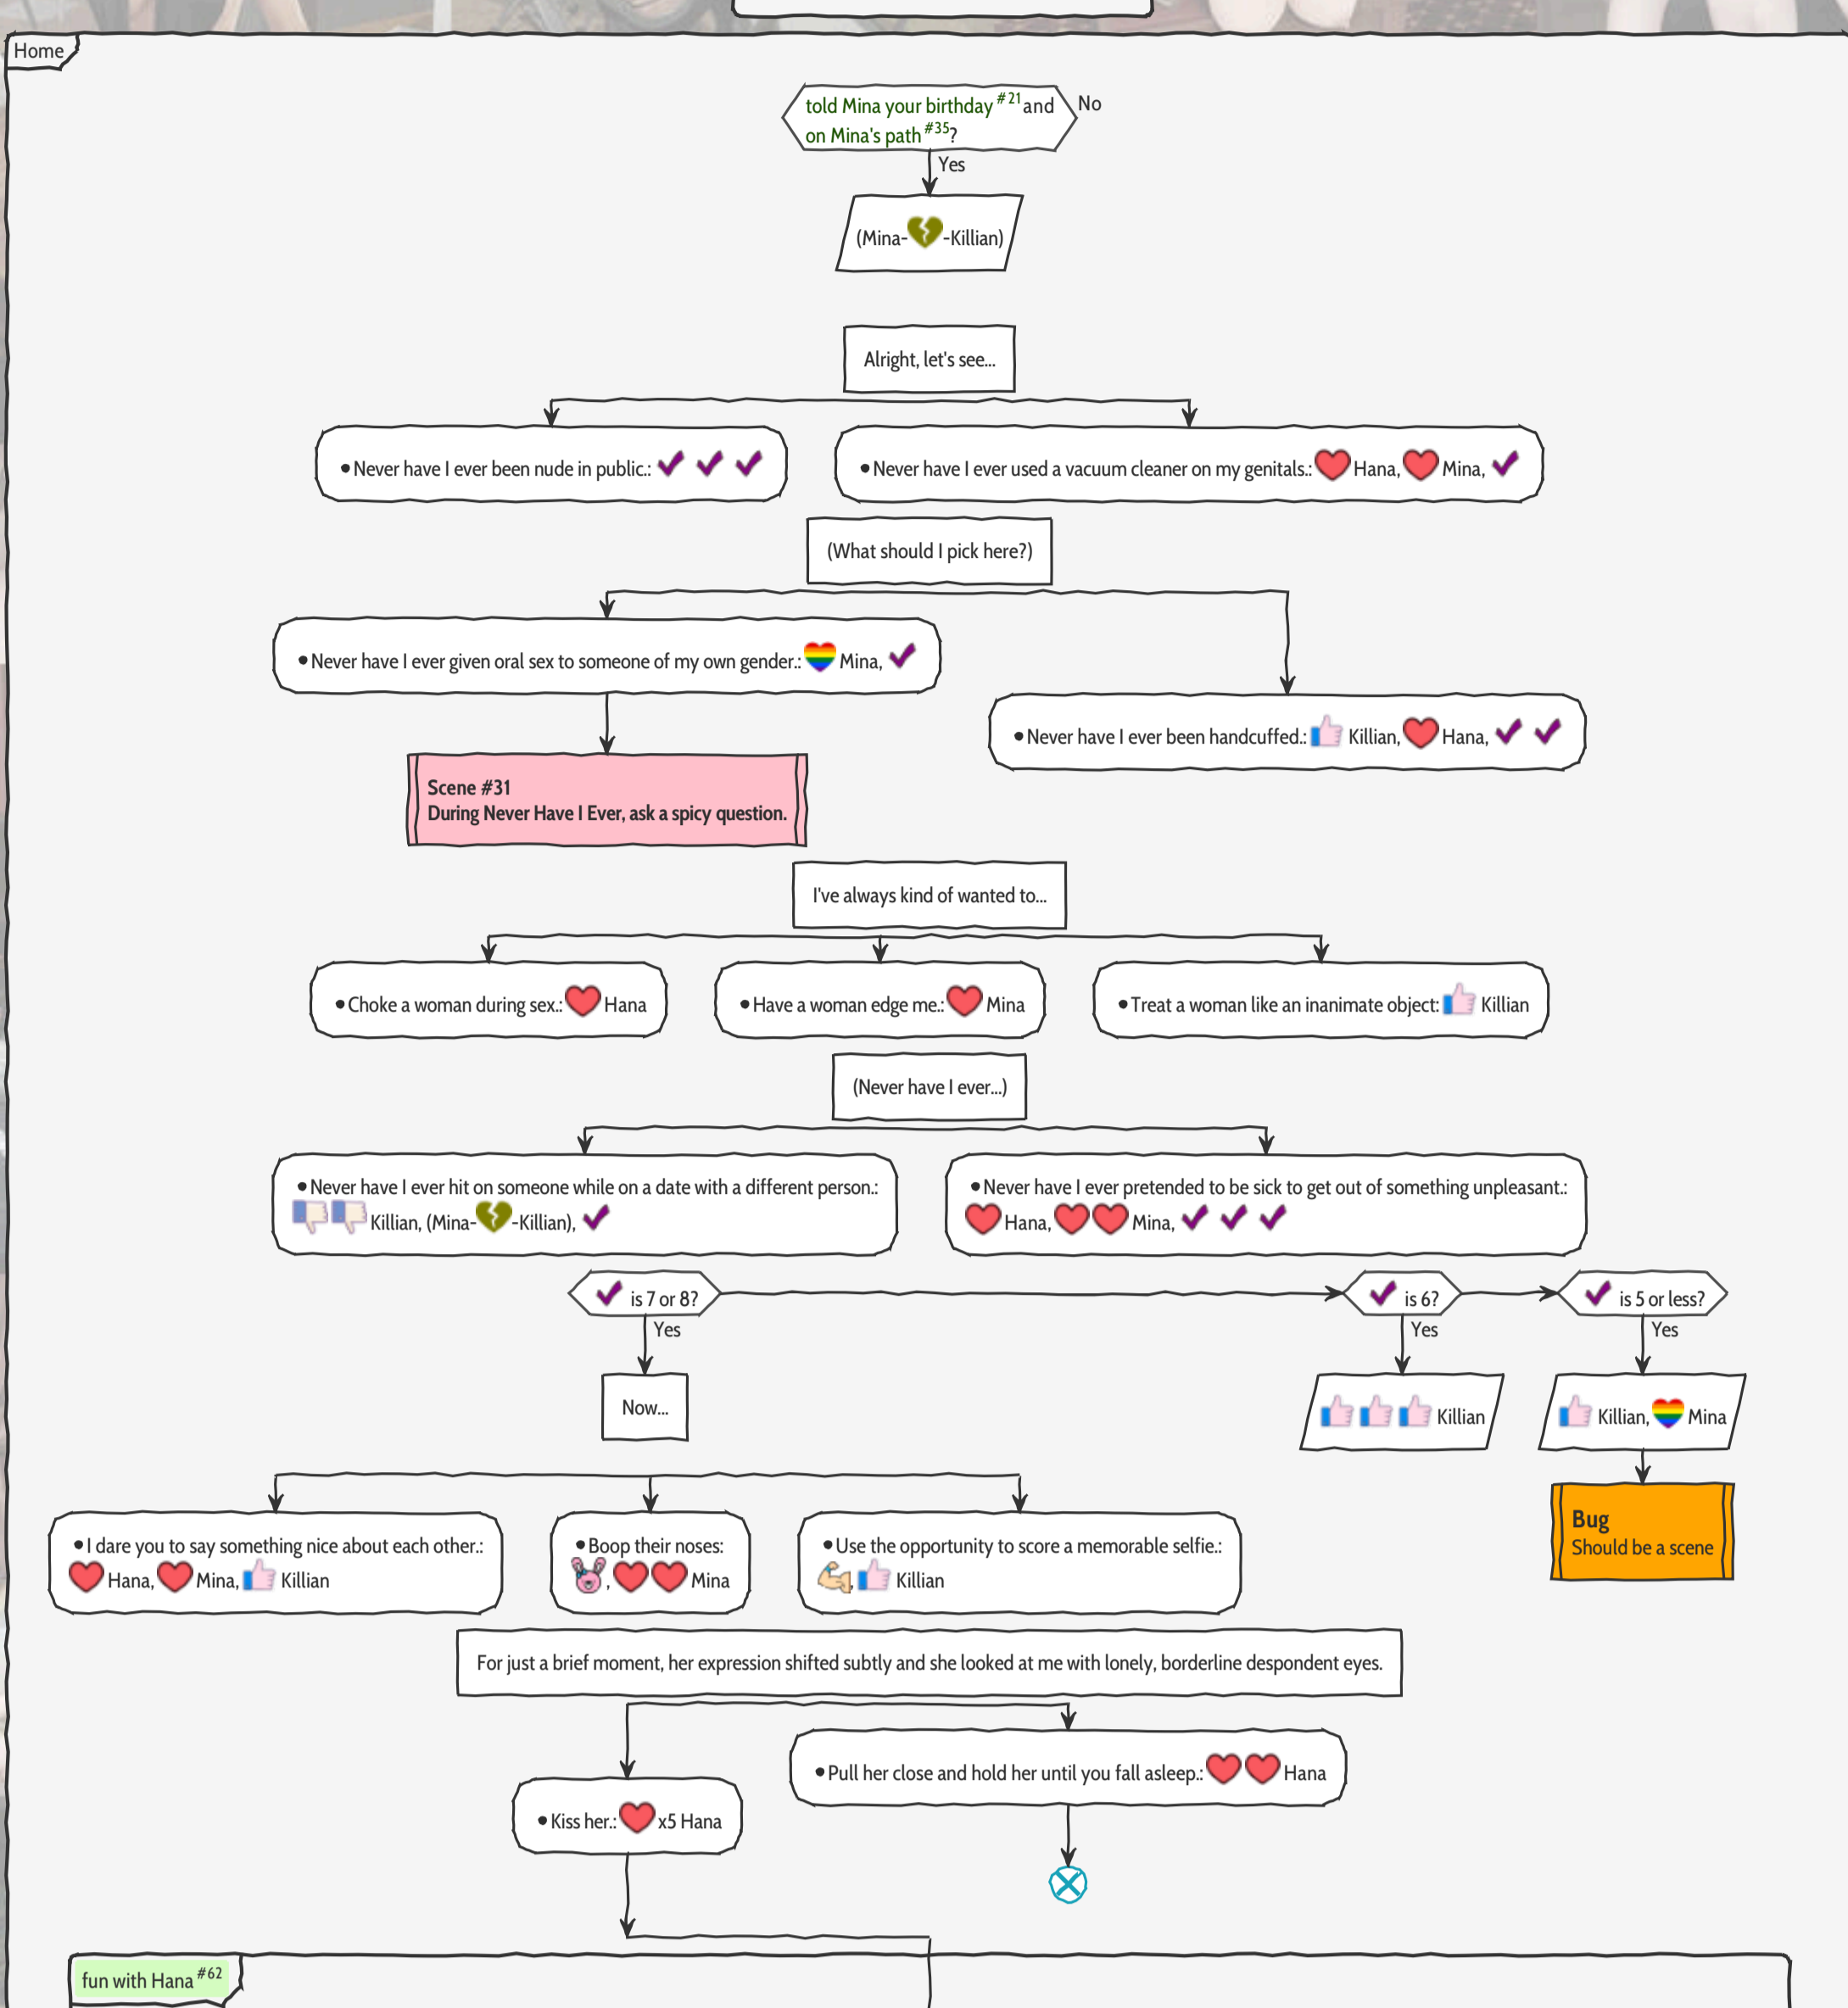 Home
told Mina your birthday #21 and
on Mina's path #35?
No
Yes
(Mina- -Killian)
Alright, let's see...
•Never have I ever been nude in public.:
•Never have I ever used a vacuum cleaner on my genitals.: Hana, Mina,
(What should I pick here?)
•Never have I ever given oral sex to someone of my own gender.: Mina,
•Never have I ever been handcuffed.: Killian, Hana,
Scene #31
During Never Have I Ever, ask a spicy question.
I've always kind of wanted to...
•Choke a woman during sex.: Hana
•Have a woman edge me.: Mina
•Treat a woman like an inanimate object: Killian
(Never have I ever...)
•Never have I ever hit on someone while on a date with a different person.:
Killian, (Mina- -Killian),
•Never have I ever pretended to be sick to get out of something unpleasant.:
Hana, Mina,
is 7 or 8?
is 6?
is 5 or less?
Yes
Yes
Yes
Now...
Killian
Killian, Mina
Bug
Should be a scene
•I dare you to say something nice about each other.:
Hana, Mina, Killian
•Boop their noses:
, Mina
•Use the opportunity to score a memorable selfie.:
, Killian
For just a brief moment, her expression shifted subtly and she looked at me with lonely, borderline despondent eyes.
•Pull her close and hold her until you fall asleep.: Hana
•Kiss her.: x5 Hana
fun with Hana #62